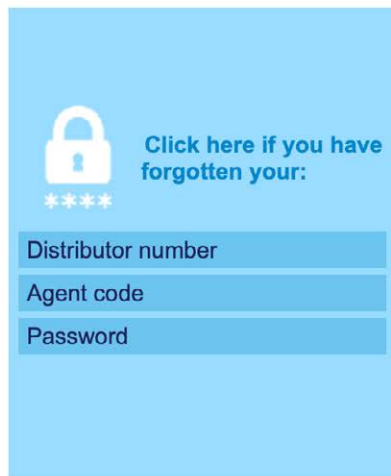 ****
Click here if you have
forgotten your:
Distributor number
Agent code
Password